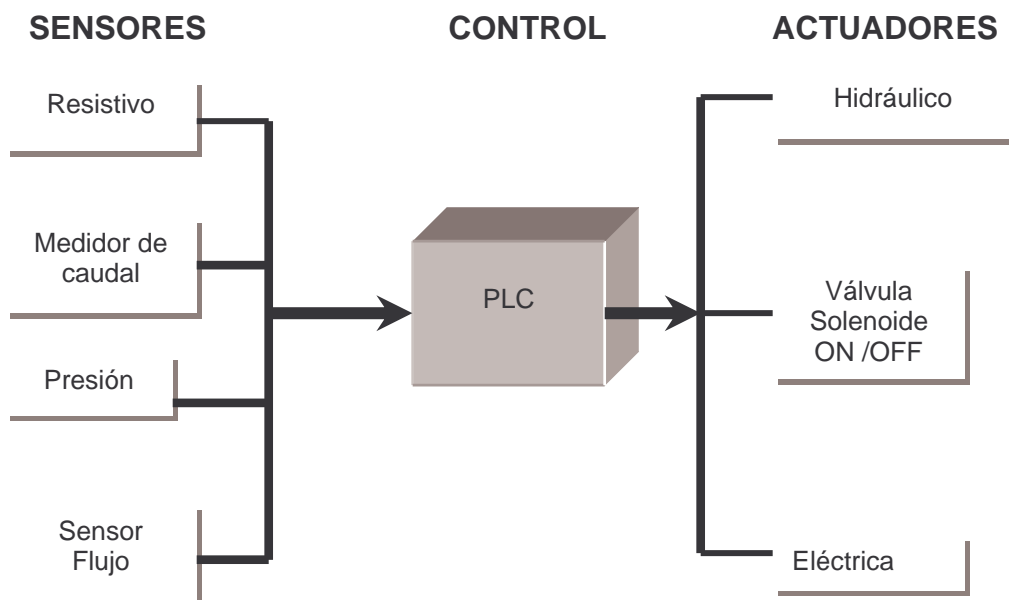 SENSORES
CONTROL
ACTUADORES
Resistivo
Medidor de
caudal
Presión
Sensor
Flujo
PLC
Hidráulico
Válvula
Solenoide
ON /OFF
Eléctrica